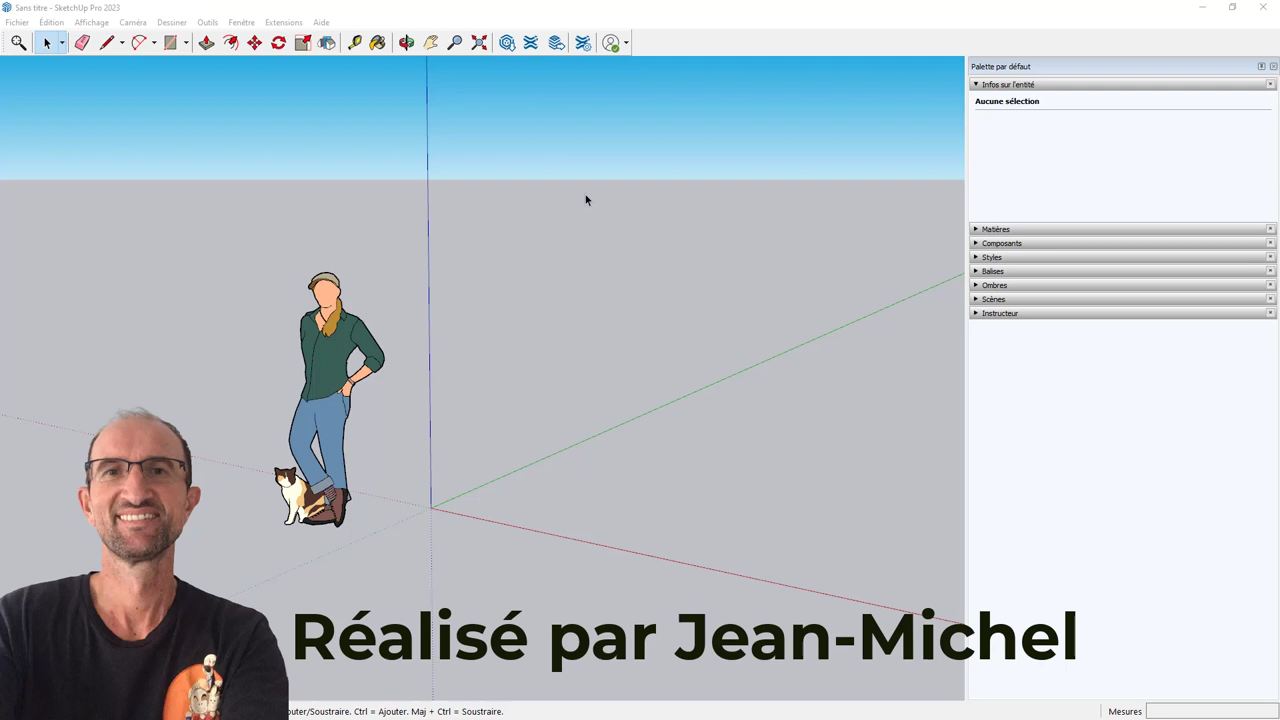 Sans titre - SketchUp Pro 2023
Fichier Édition Affichage Caméra Dessiner Outils Fenêtre Extensions Aide
Palette par défaut
Infos sur l'entité
Aucune sélection
Matières
Composants
Styles
Balises
Ombres
Scènes
Instructeur
Réalisé par Jean-Michel
outer/Soustraire. Ctrl = Ajouter. Maj + Ctrl = Soustraire.
Mesures